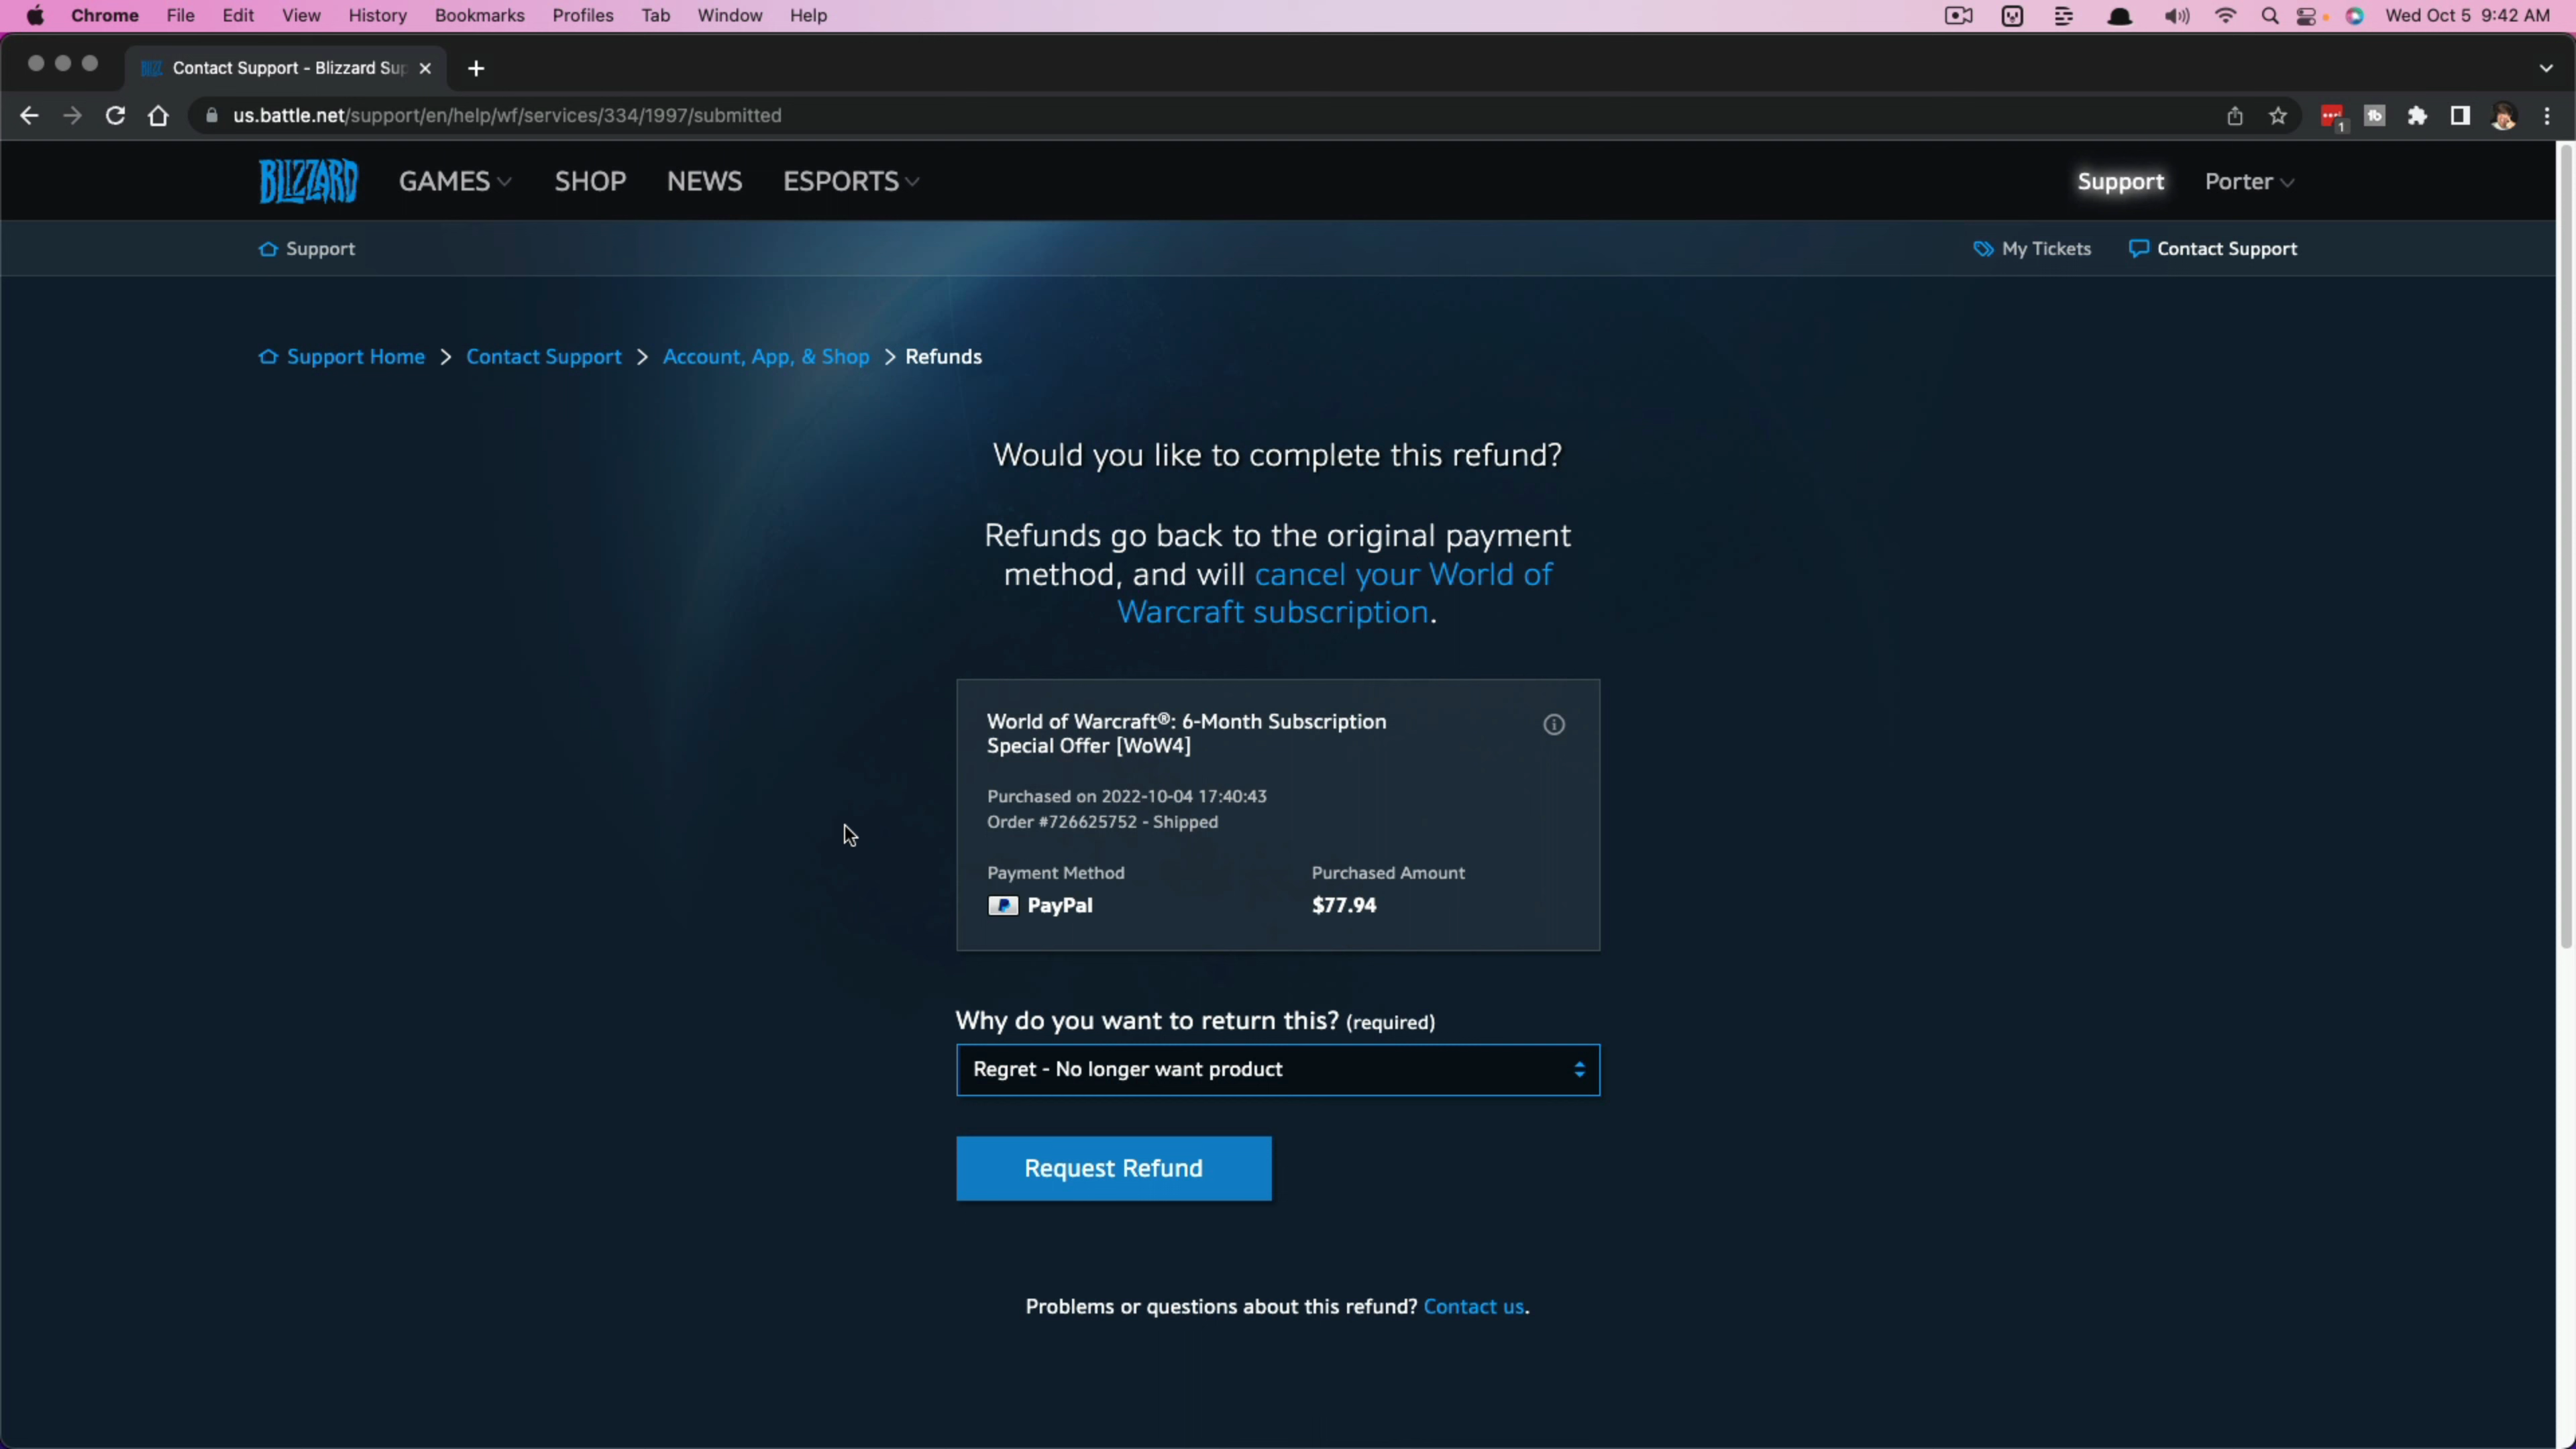 Chrome File Edit View History Bookmarks Profiles Tab Window Help Wed Oct 5 9:42 AM
Contact Support - Blizzard Sup
us.battle.net/support/en/help/wf/services/334/1997/submitted
1
BLIZZARD GAMES SHOP NEWS ESPORTS Support Porter
Support My Tickets Contact Support
Support Home > Contact Support > Account, App, & Shop > Refunds
Would you like to complete this refund?
Refunds go back to the original payment
method, and will cancel your World of
Warcraft subscription.
World of Warcraft®: 6-Month Subscription
Special Offer [WoW4]
Purchased on 2022-10-04 17:40:43
Order #726625752 - Shipped
Payment Method Purchased Amount
PayPal $77.94
Why do you want to return this? (required)
Regret - No longer want product
Request Refund
Problems or questions about this refund? Contact us.